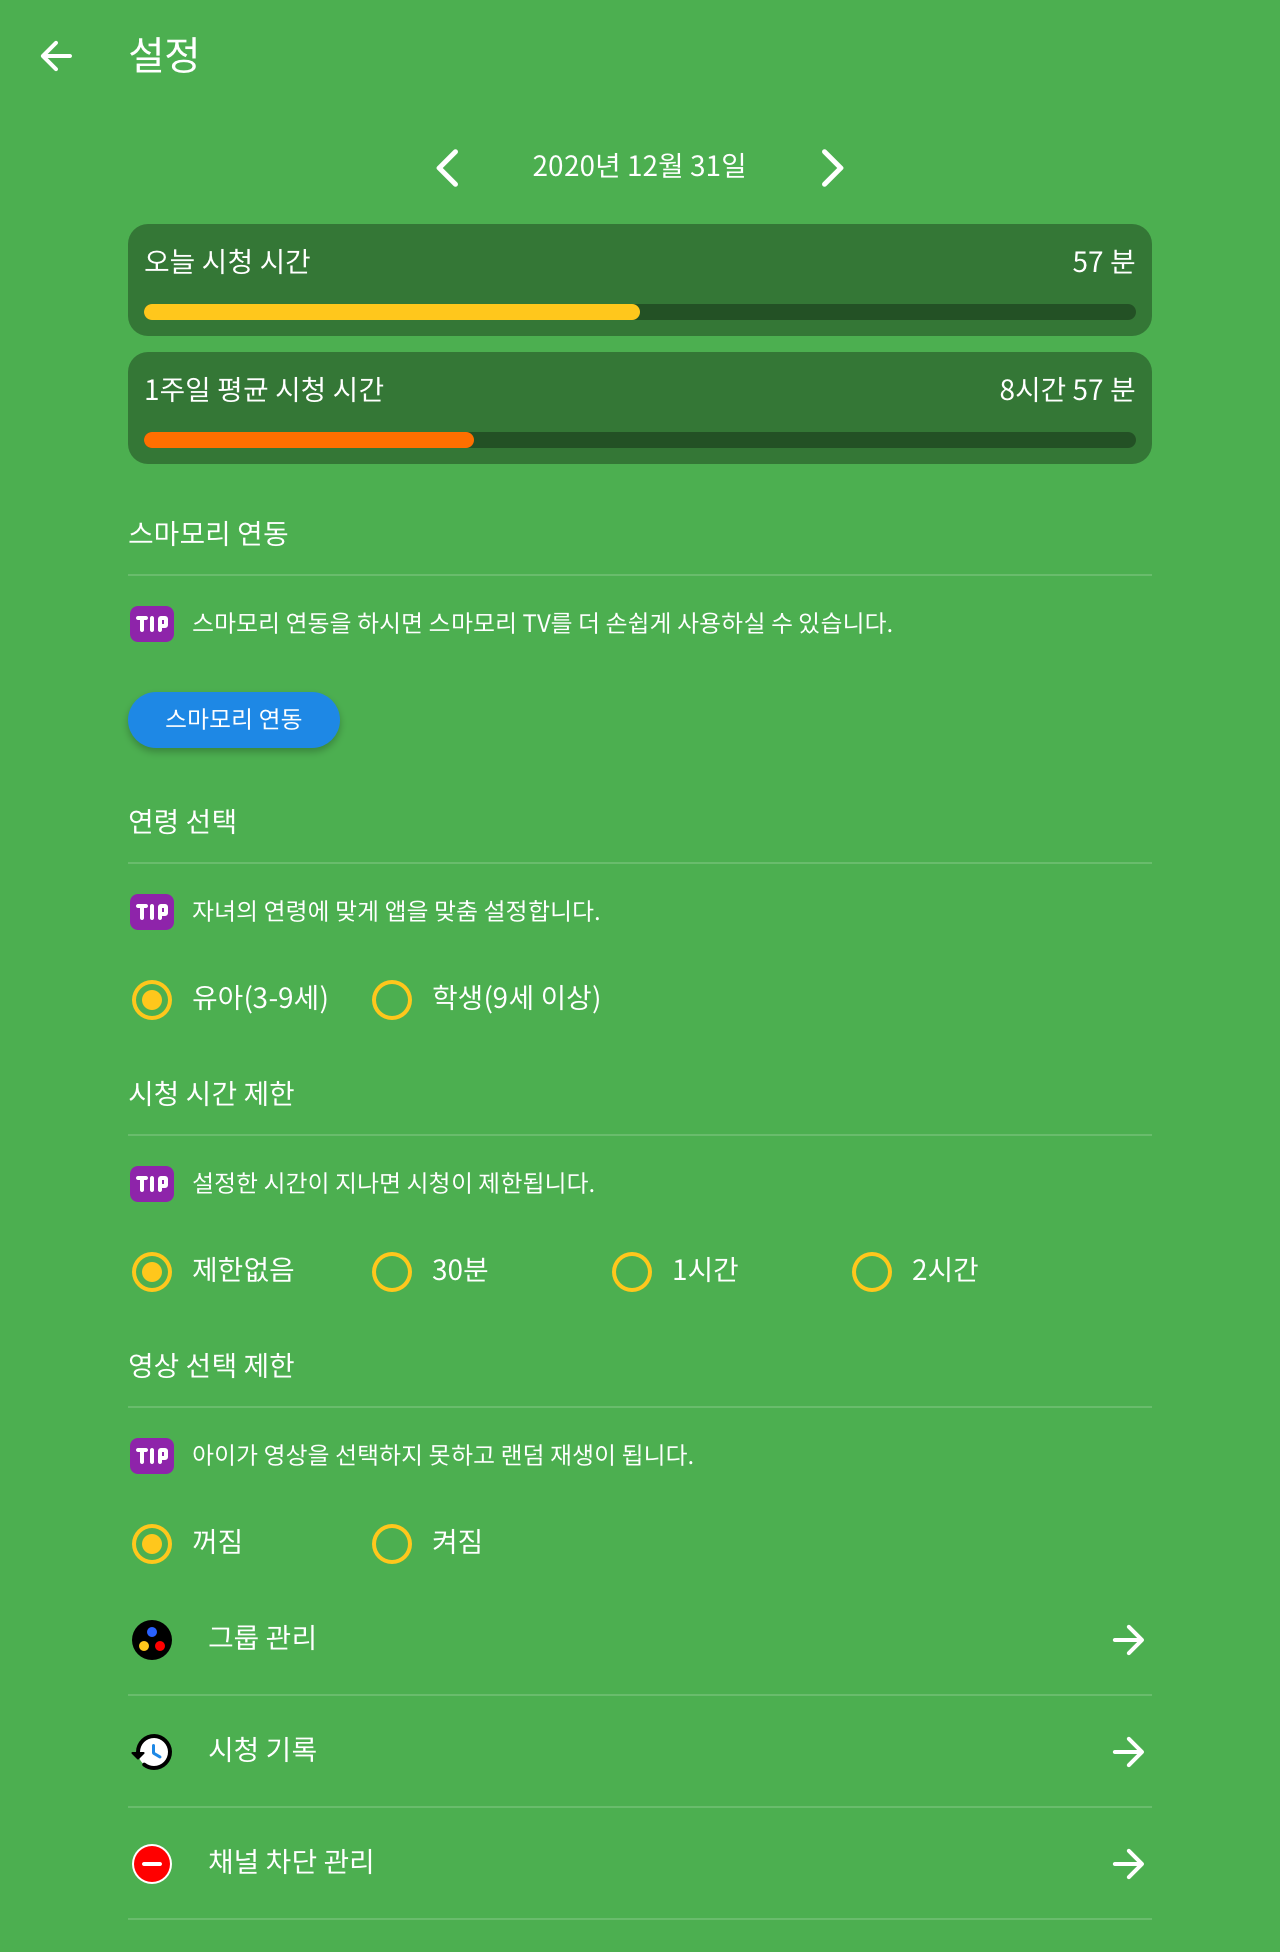 설정
2020년 12월 31일
오늘 시청 시간 57 분
1주일 평균 시청 시간 8시간 57 분
스마모리 연동
TIP 스마모리 연동을 하시면 스마모리 TV를 더 손쉽게 사용하실 수 있습니다.
스마모리 연동
연령 선택
TIP 자녀의 연령에 맞게 앱을 맞춤 설정합니다.
유아(3-9세) 학생(9세 이상)
시청 시간 제한
TIP 설정한 시간이 지나면 시청이 제한됩니다.
제한없음 30분 1시간 2시간
영상 선택 제한
TIP 아이가 영상을 선택하지 못하고 랜덤 재생이 됩니다.
꺼짐 켜짐
그룹 관리
시청 기록
채널 차단 관리